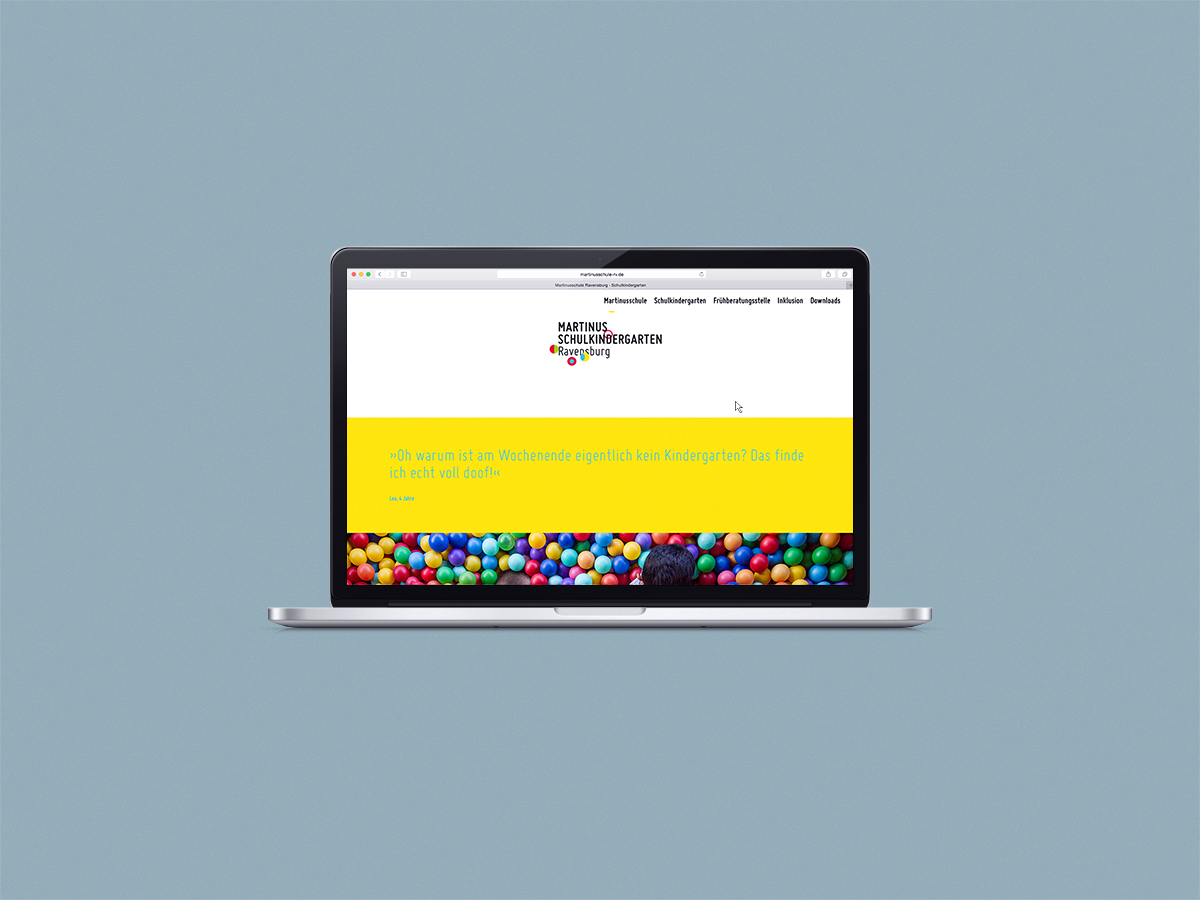 martinusschule-rv.de
Martinusschule Ravensburg - Schulkindergarten
Martinusschule Schulkindergarten Frühberatungsstelle Inklusion Downloads
MARTINUS
SCHULKINDERGARTEN
Ravensburg
»Oh warum ist am Wochenende eigentlich kein Kindergarten? Das finde
ich echt voll doof!«
Lea, 4 Jahre